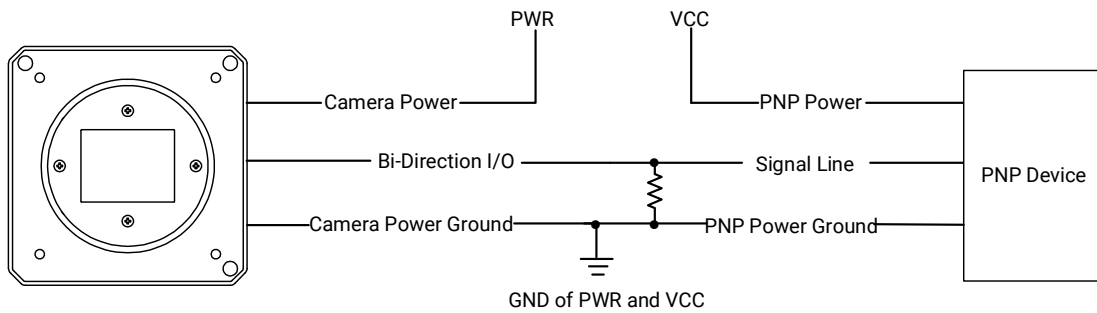 PWR
VCC
Camera Power
PNP Power
Bi-Direction I/O
Signal Line
PNP Device
Camera Power Ground
PNP Power Ground
GND of PWR and VCC